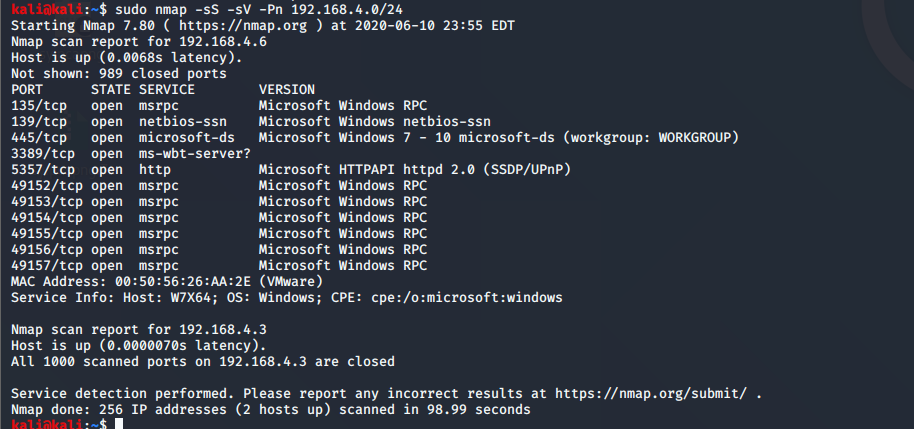 kali@kali:~$ sudo nmap -sS -sV -Pn 192.168.4.0/24
Starting Nmap 7.80 ( https://nmap.org ) at 2020-06-10 23:55 EDT
Nmap scan report for 192.168.4.6
Host is up (0.0068s latency).
Not shown: 989 closed ports
PORT      STATE SERVICE       VERSION
135/tcp   open  msrpc         Microsoft Windows RPC
139/tcp   open  netbios-ssn   Microsoft Windows netbios-ssn
445/tcp   open  microsoft-ds  Microsoft Windows 7 - 10 microsoft-ds (workgroup: WORKGROUP)
3389/tcp  open  ms-wbt-server?
5357/tcp  open  http          Microsoft HTTPAPI httpd 2.0 (SSDP/UPnP)
49152/tcp open  msrpc         Microsoft Windows RPC
49153/tcp open  msrpc         Microsoft Windows RPC
49154/tcp open  msrpc         Microsoft Windows RPC
49155/tcp open  msrpc         Microsoft Windows RPC
49156/tcp open  msrpc         Microsoft Windows RPC
49157/tcp open  msrpc         Microsoft Windows RPC
MAC Address: 00:50:56:26:AA:2E (VMware)
Service Info: Host: W7X64; OS: Windows; CPE: cpe:/o:microsoft:windows

Nmap scan report for 192.168.4.3
Host is up (0.0000070s latency).
All 1000 scanned ports on 192.168.4.3 are closed

Service detection performed. Please report any incorrect results at https://nmap.org/submit/ .
Nmap done: 256 IP addresses (2 hosts up) scanned in 98.99 seconds
kali@kali:~$